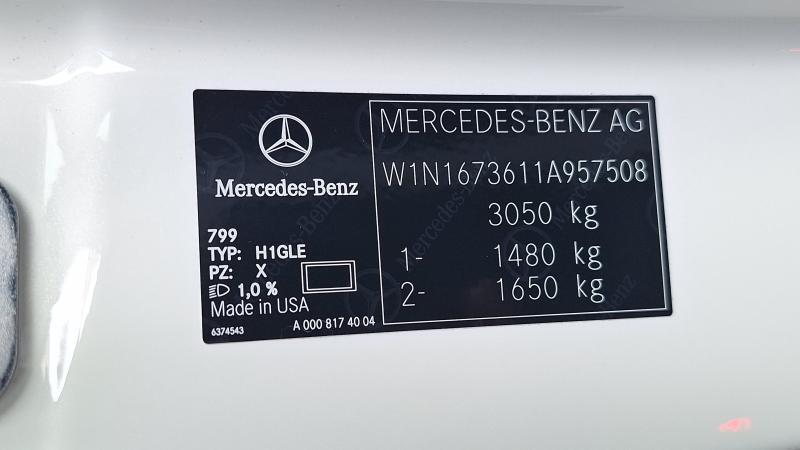 Mercedes-Benz
799
TYP: H1GLE
PZ: X
1,0 %
Made in USA
6374543 A 000 817 40 04
MERCEDES-BENZ AG
W1N1673611A957508
3050 kg
1- 1480 kg
2- 1650 kg